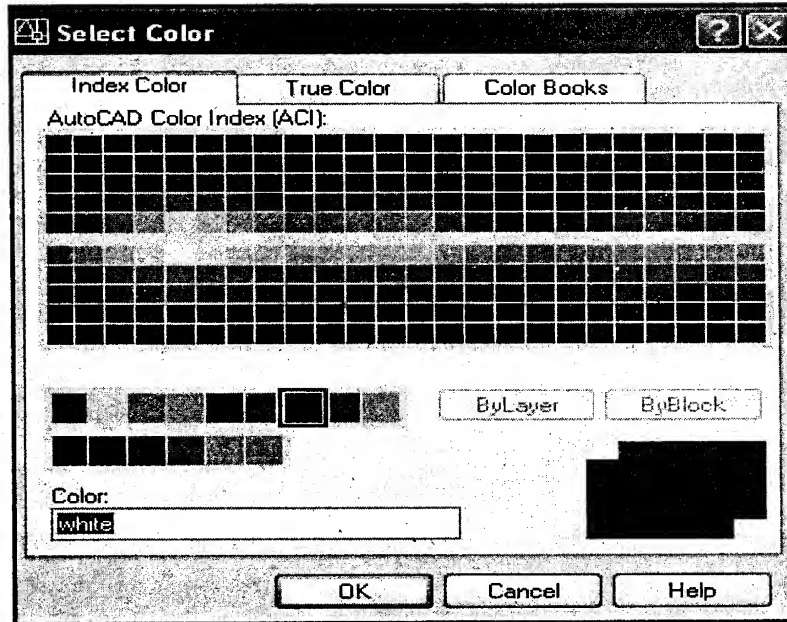 Select Color
Index Color True Color Color Books
AutoCAD Color Index (ACI):
ByLayer ByBlock
Color:
white
OK Cancel Help